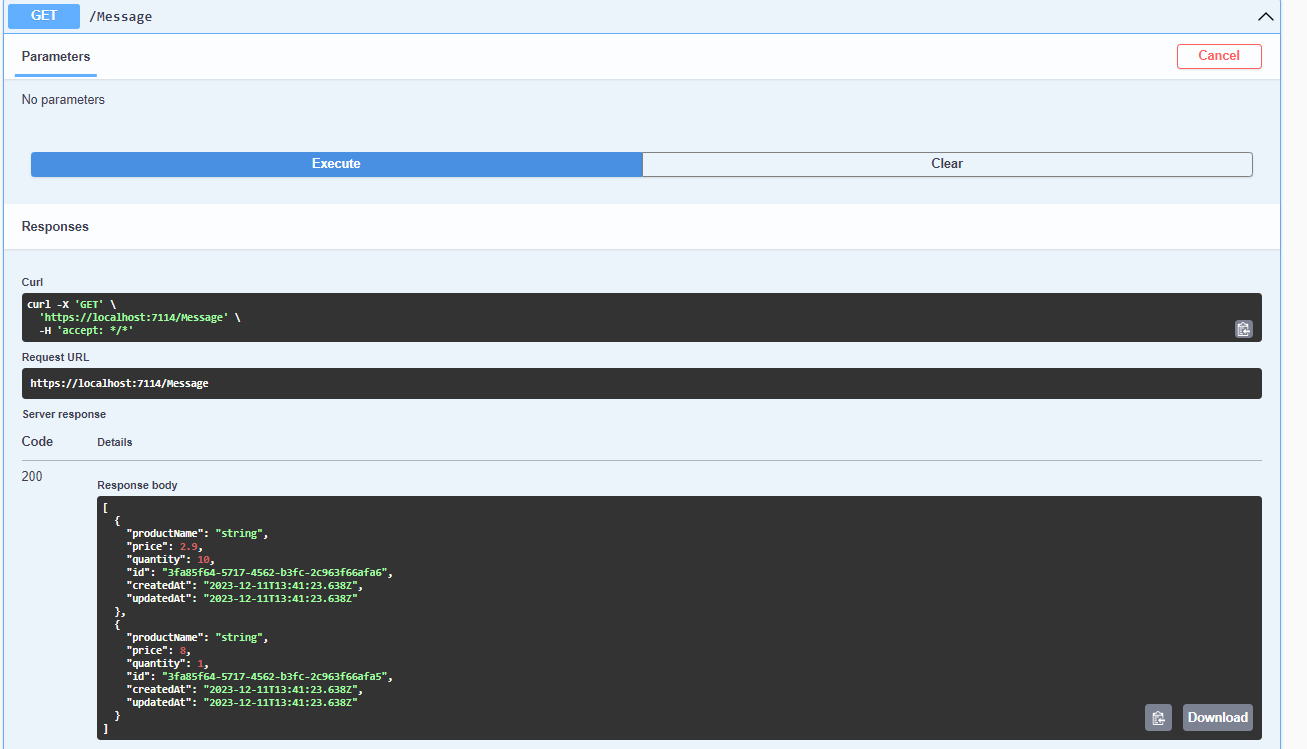 GET /Message
Parameters Cancel
No parameters
Execute Clear
Responses
Curl
curl -X 'GET' \
  'https://localhost:7114/Message' \
  -H 'accept: */*'
Request URL
https://localhost:7114/Message
Server response
Code Details
200
Response body
[
  {
    "productName": "string",
    "price": 2.9,
    "quantity": 10,
    "id": "3fa85f64-5717-4562-b3fc-2c963f66afa6",
    "createdAt": "2023-12-11T13:41:23.638Z",
    "updatedAt": "2023-12-11T13:41:23.638Z"
  },
  {
    "productName": "string",
    "price": 8,
    "quantity": 1,
    "id": "3fa85f64-5717-4562-b3fc-2c963f66afa5",
    "createdAt": "2023-12-11T13:41:23.638Z",
    "updatedAt": "2023-12-11T13:41:23.638Z"
  }
]
Download